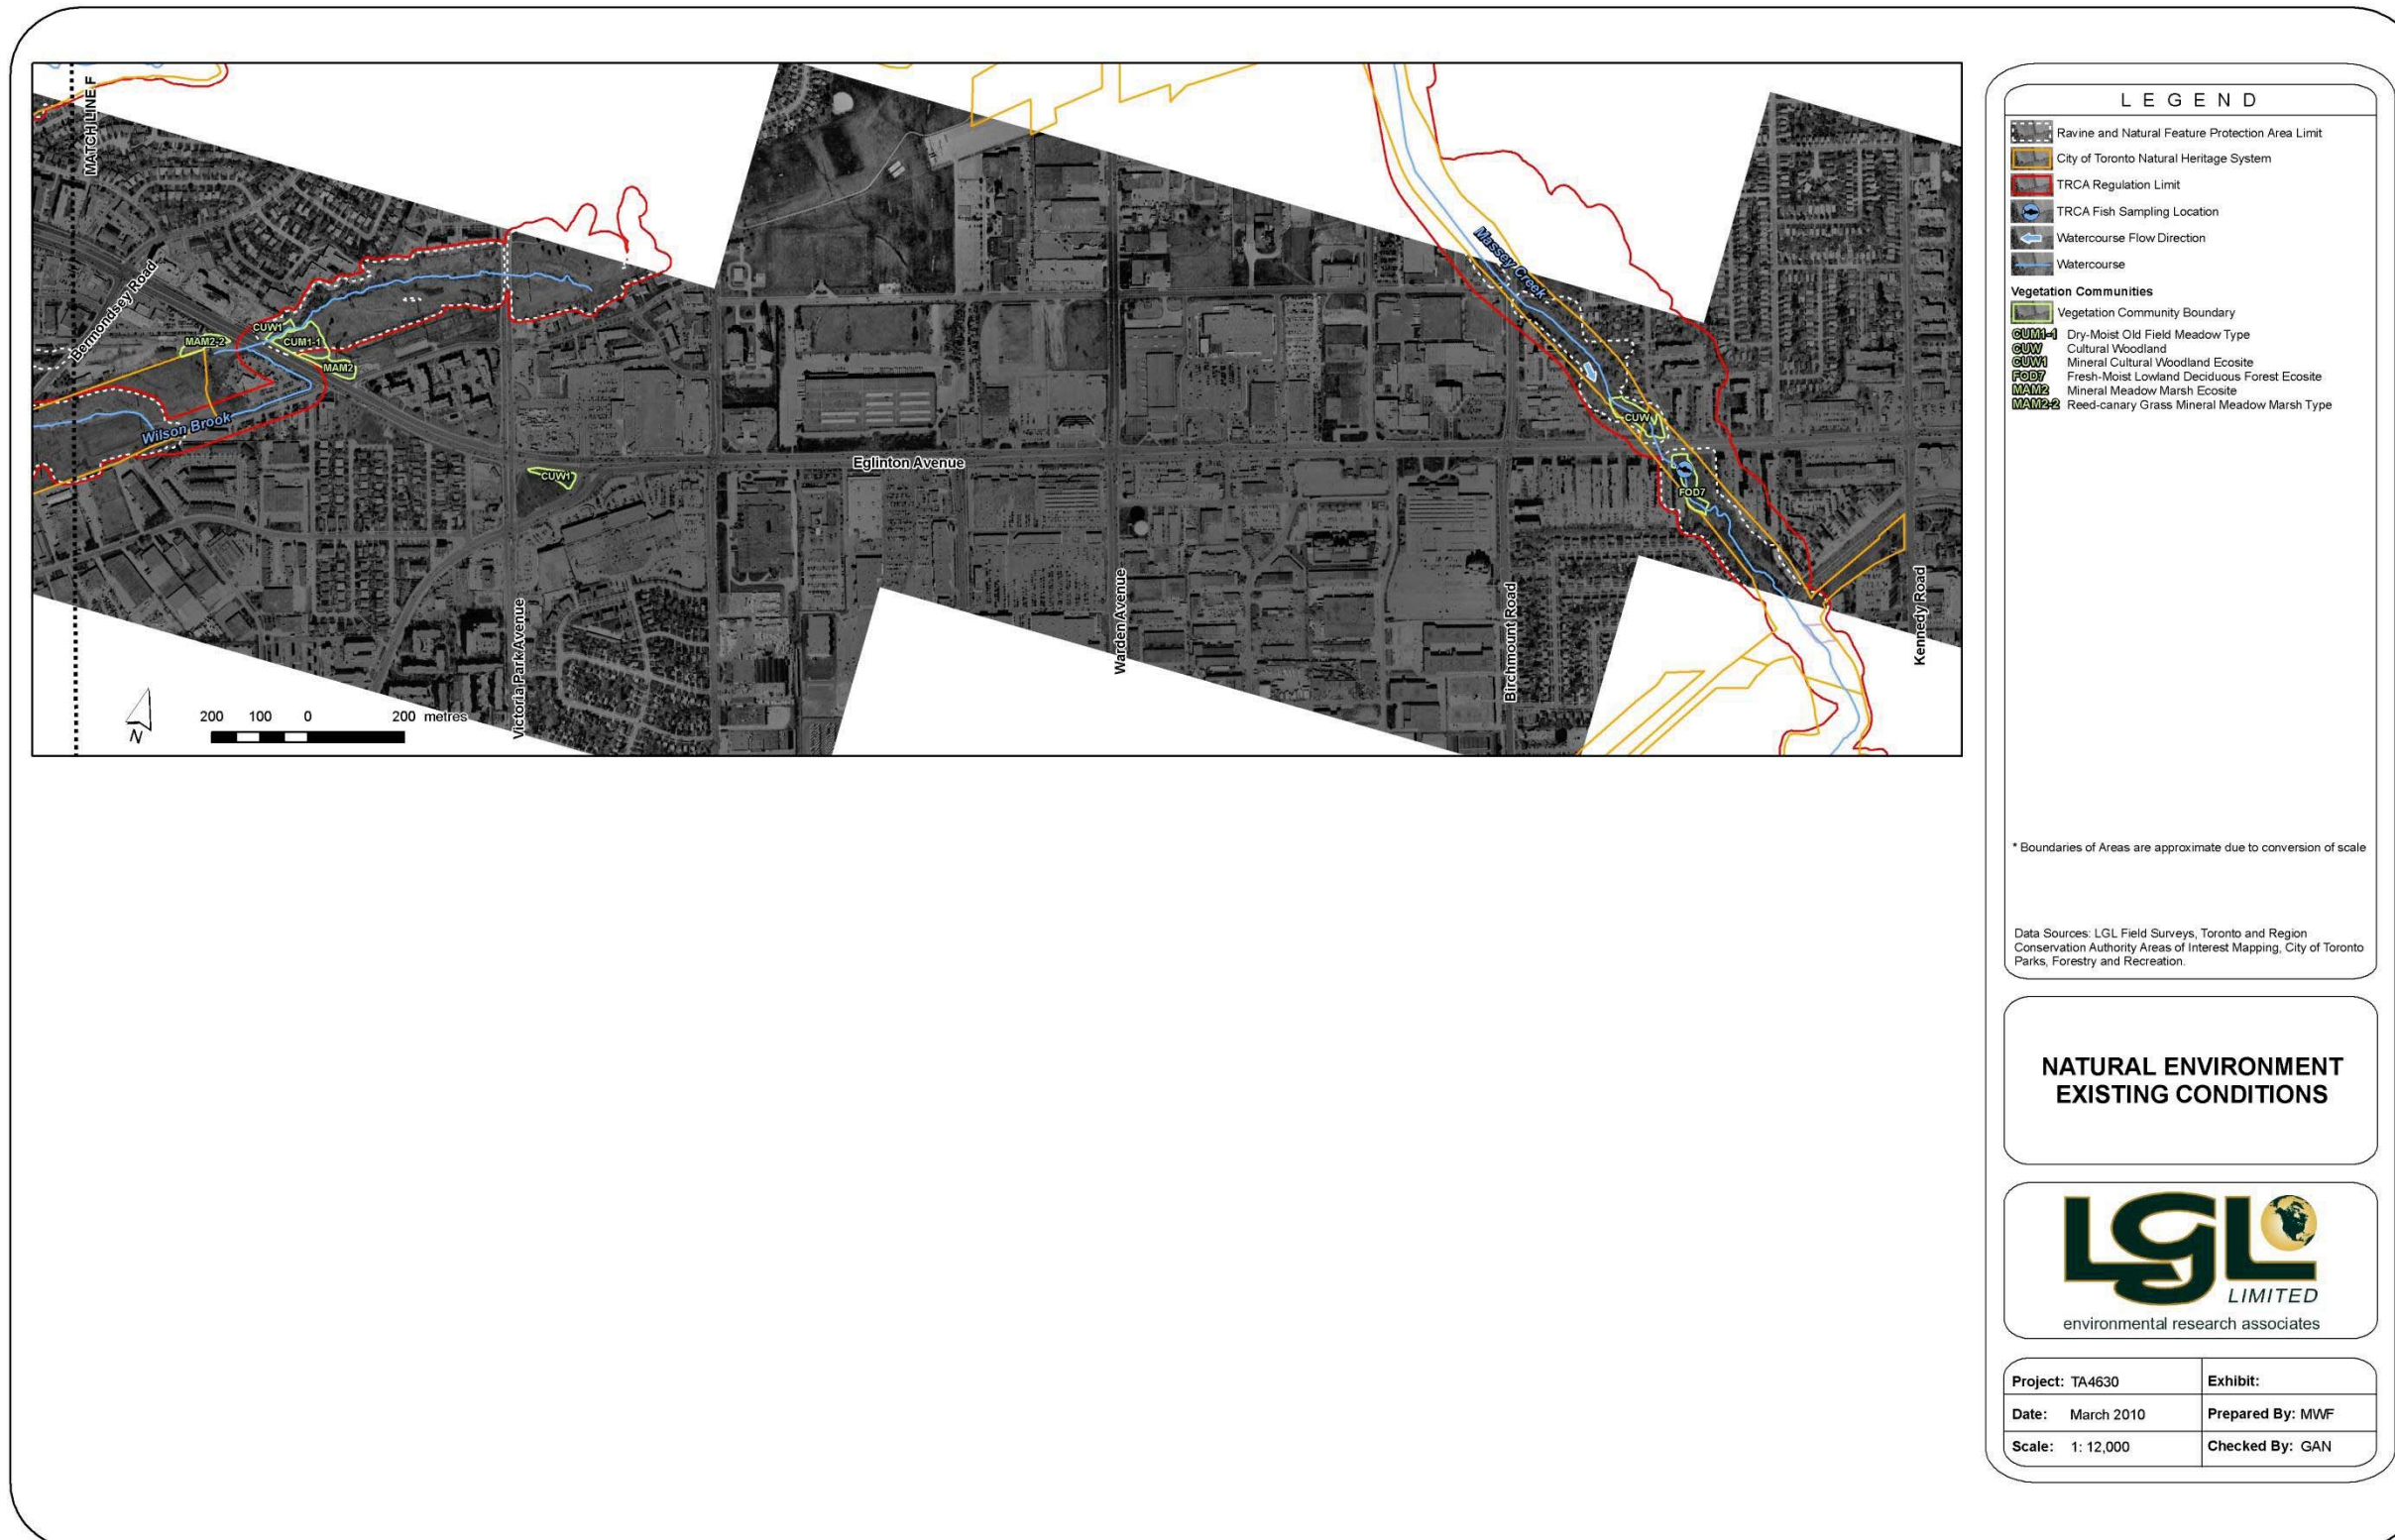 MATCH LINE F
Bermondsey Road
CUW1
CUM1-1
MAM2-2
MAM2
Wilson Brook
Massey Creek
CUW
Eglinton Avenue
CUW1
FOD7
Victoria Park Avenue
Warden Avenue
Birchmount Road
Kennedy Road
N
200 100 0 200 metres
LEGEND
Ravine and Natural Feature Protection Area Limit
City of Toronto Natural Heritage System
TRCA Regulation Limit
TRCA Fish Sampling Location
Watercourse Flow Direction
Watercourse
Vegetation Communities
Vegetation Community Boundary
CUM1-1 Dry-Moist Old Field Meadow Type
CUW Cultural Woodland
CUW1 Mineral Cultural Woodland Ecosite
FOD7 Fresh-Moist Lowland Deciduous Forest Ecosite
MAM2 Mineral Meadow Marsh Ecosite
MAM2-2 Reed-canary Grass Mineral Meadow Marsh Type
* Boundaries of Areas are approximate due to conversion of scale
Data Sources: LGL Field Surveys, Toronto and Region
Conservation Authority Areas of Interest Mapping, City of Toronto
Parks, Forestry and Recreation.
NATURAL ENVIRONMENT
EXISTING CONDITIONS
LGL
LIMITED
environmental research associates
Project: TA4630 Exhibit:
Date: March 2010 Prepared By: MWF
Scale: 1: 12,000 Checked By: GAN